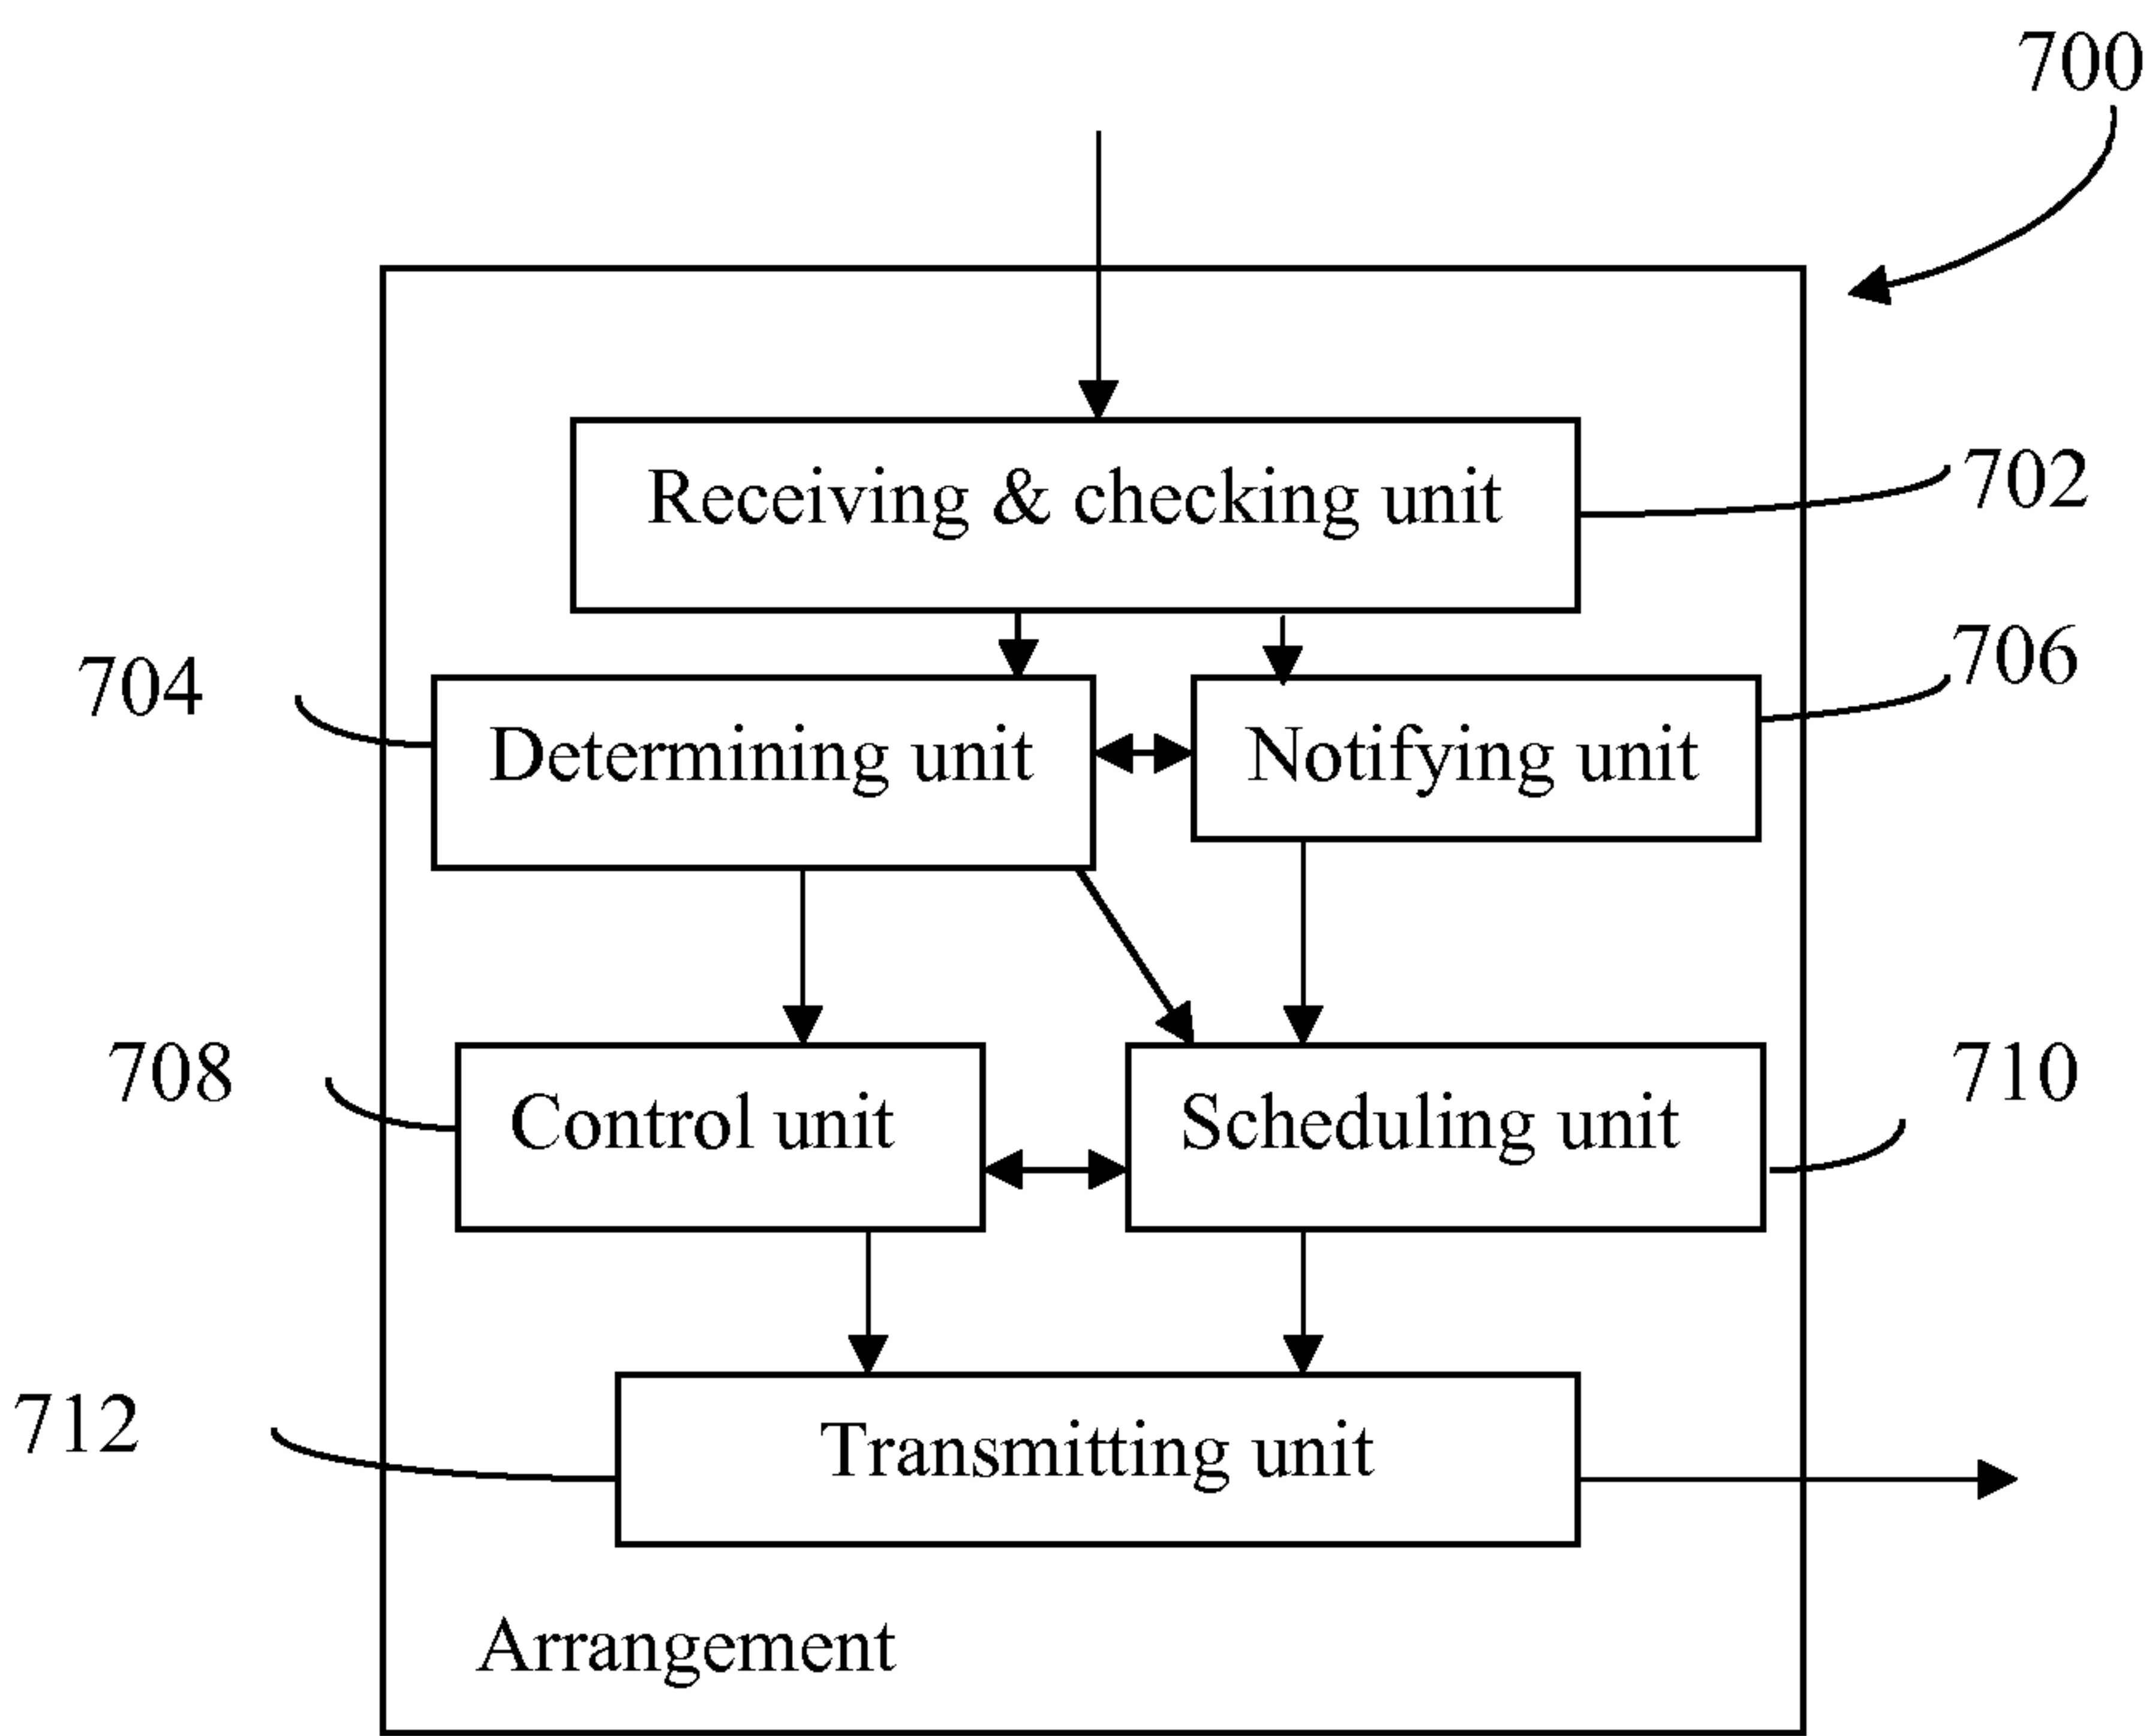 700
Receiving & checking unit
702
704
706
Determining unit
Notifying unit
708
710
Control unit
Scheduling unit
712
Transmitting unit
Arrangement